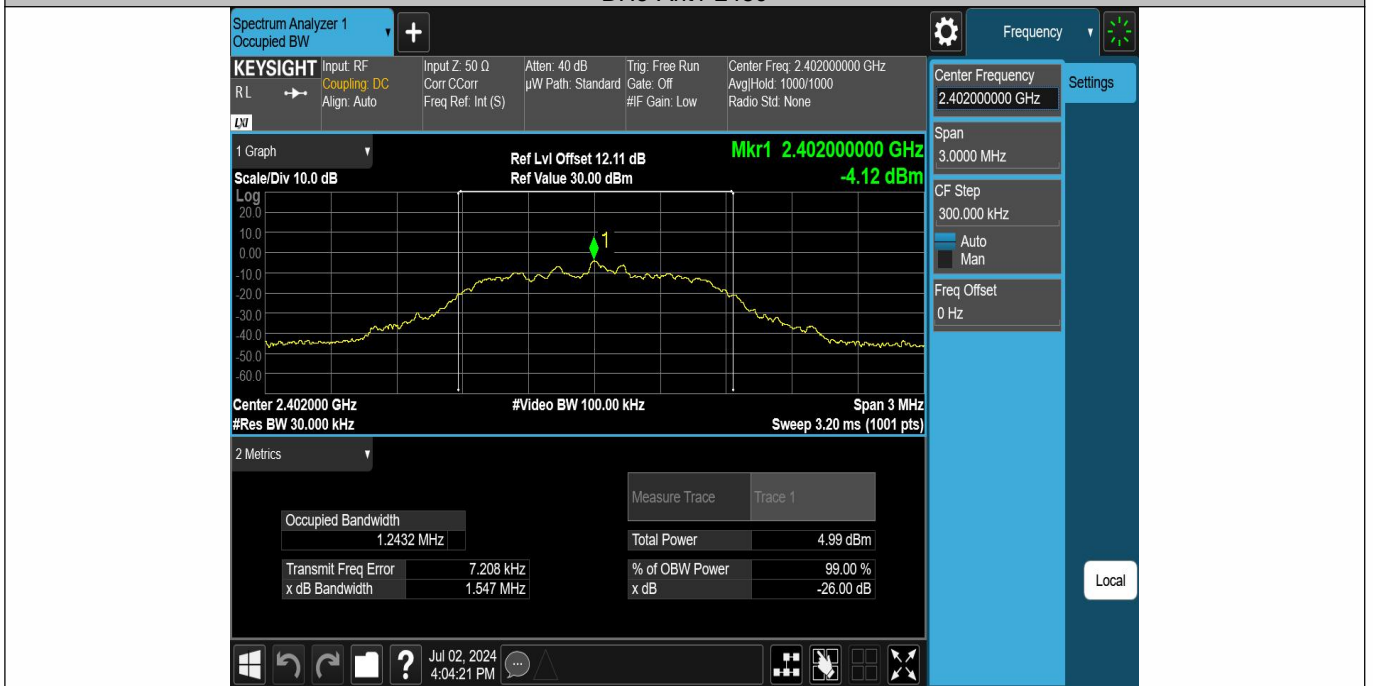 Spectrum Analyzer 1
Occupied BW
Frequency
KEYSIGHT
R L
LXI
Input: RF
Coupling: DC
Align: Auto
Input Z: 50 Ω
Corr CCorr
Freq Ref: Int (S)
Atten: 40 dB
µW Path: Standard
Trig: Free Run
Gate: Off
#IF Gain: Low
Center Freq: 2.402000000 GHz
Avg|Hold: 1000/1000
Radio Std: None
Center Frequency
2.402000000 GHz
Settings
Span
3.0000 MHz
CF Step
300.000 kHz
Auto
Man
Freq Offset
0 Hz
Local
1 Graph
Scale/Div 10.0 dB
Ref Lvl Offset 12.11 dB
Ref Value 30.00 dBm
Mkr1 2.402000000 GHz
-4.12 dBm
Log
20.0
10.0
0.00
-10.0
-20.0
-30.0
-40.0
-50.0
-60.0
1
Center 2.402000 GHz
#Video BW 100.00 kHz
Span 3 MHz
#Res BW 30.000 kHz
Sweep 3.20 ms (1001 pts)
2 Metrics
Measure Trace
Trace 1
Occupied Bandwidth
1.2432 MHz
Total Power
4.99 dBm
Transmit Freq Error
7.208 kHz
% of OBW Power
99.00 %
x dB Bandwidth
1.547 MHz
x dB
-26.00 dB
Jul 02, 2024
4:04:21 PM